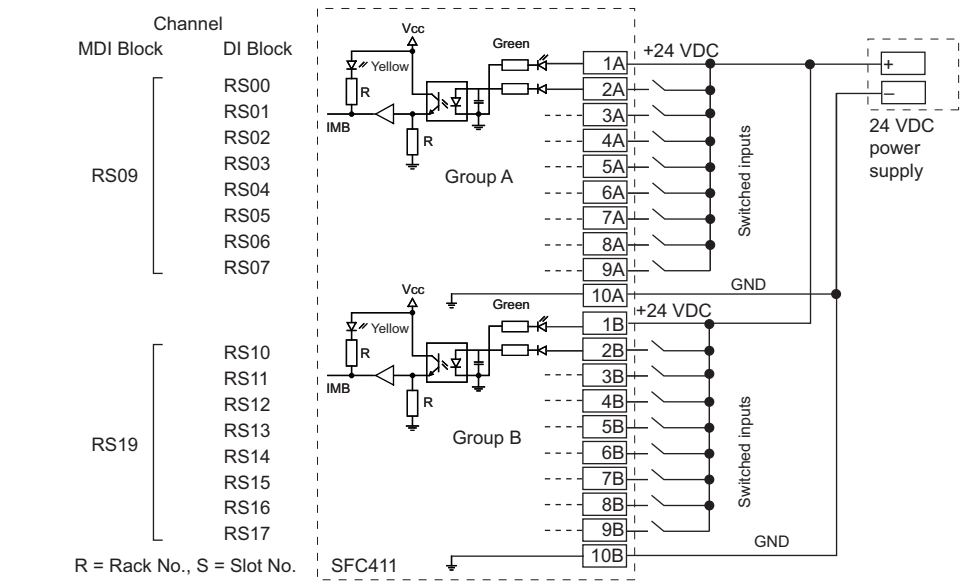 Channel
MDI Block
DI Block
RS09
RS00
RS01
RS02
RS03
RS04
RS05
RS06
RS07
RS19
RS10
RS11
RS12
RS13
RS14
RS15
RS16
RS17
R = Rack No., S = Slot No.
Vcc
Yellow
R
IMB
R
Green
Group A
1A
2A
3A
4A
5A
6A
7A
8A
9A
10A
+24 VDC
Switched inputs
GND
Vcc
Yellow
R
IMB
R
Green
Group B
1B
2B
3B
4B
5B
6B
7B
8B
9B
10B
+24 VDC
Switched inputs
GND
SFC411
+
–
24 VDC
power
supply